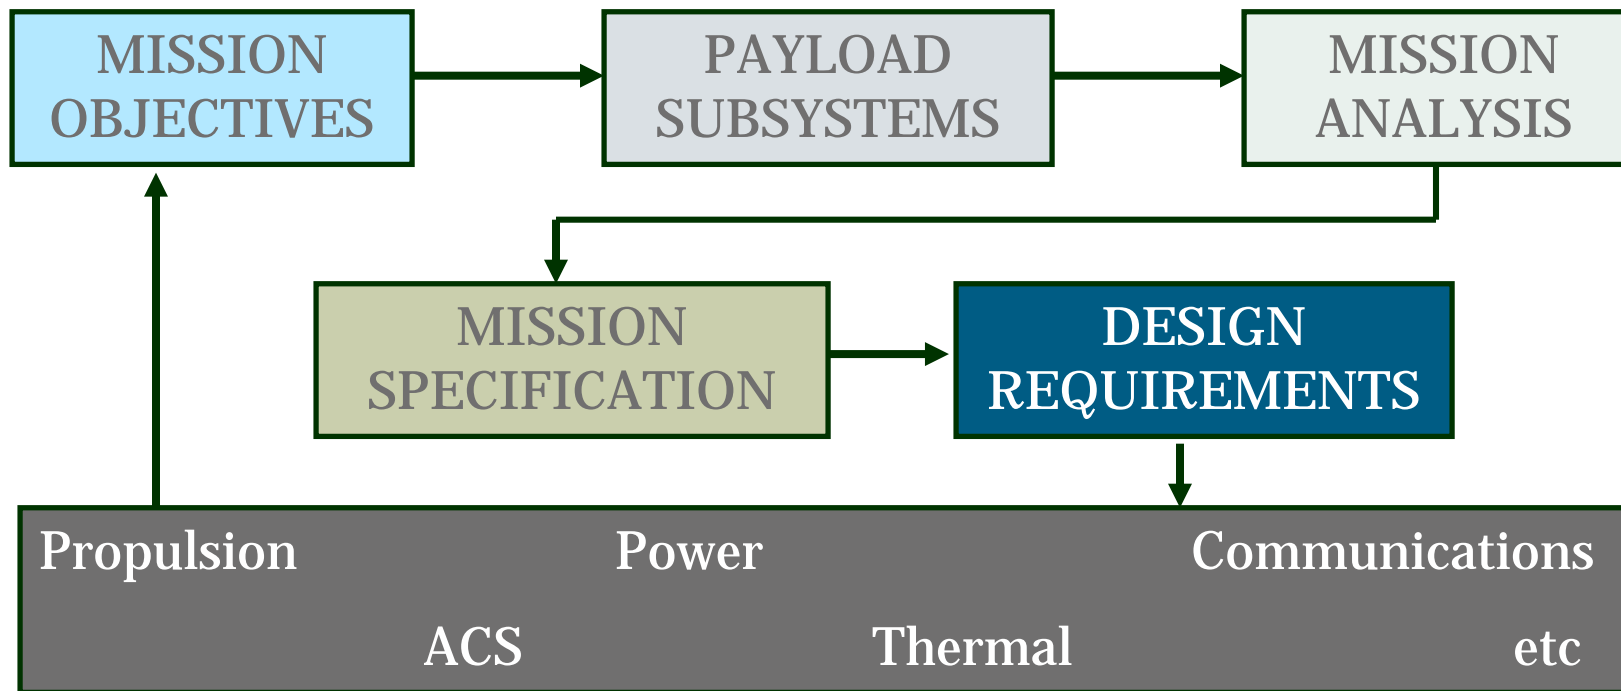 MISSION
OBJECTIVES
PAYLOAD
SUBSYSTEMS
MISSION
ANALYSIS
MISSION
SPECIFICATION
DESIGN
REQUIREMENTS
Propulsion Power Communications
ACS Thermal etc